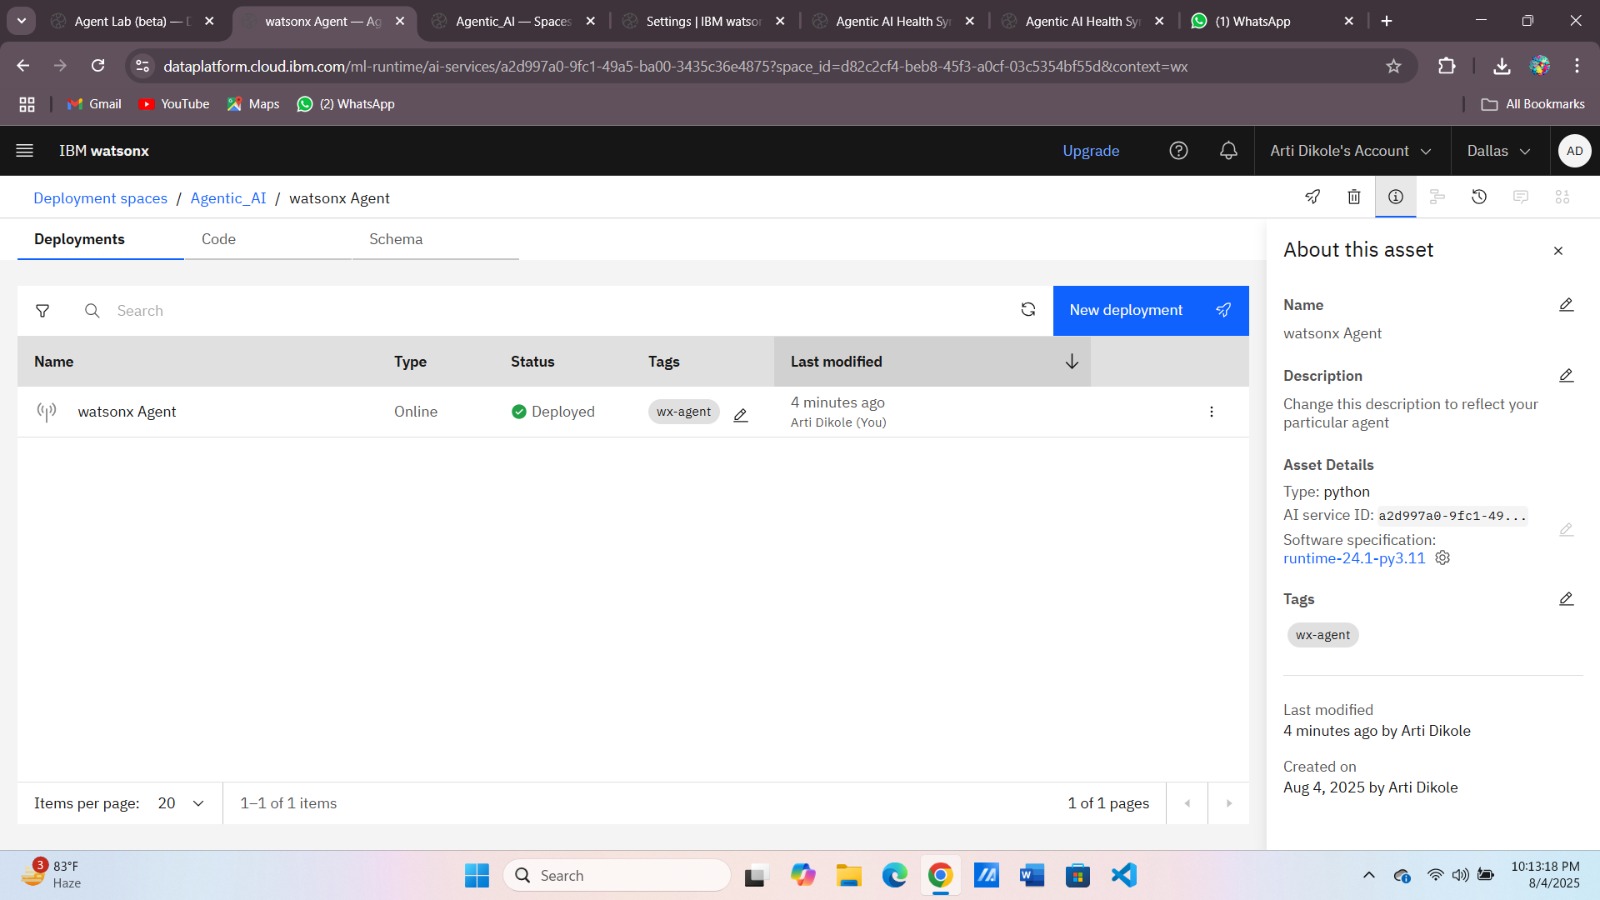 Agent Lab (beta) — D
watsonx Agent — Ag
Agentic_AI — Spaces
Settings | IBM watson
Agentic AI Health Sy
Agentic AI Health Sy
(1) WhatsApp
dataplatform.cloud.ibm.com/ml-runtime/ai-services/a2d997a0-9fc1-49a5-ba00-3435c36e4875?space_id=d82c2cf4-beb8-45f3-a0cf-03c5354bf55d&context=wx
Gmail
YouTube
Maps
(2) WhatsApp
All Bookmarks
IBM watsonx
Upgrade
Arti Dikole's Account
Dallas
AD
Deployment spaces / Agentic_AI / watsonx Agent
Deployments
Code
Schema
Search
New deployment
Name
Type
Status
Tags
Last modified
watsonx Agent
Online
Deployed
wx-agent
4 minutes ago
Arti Dikole (You)
Items per page: 20
1–1 of 1 items
1 of 1 pages
About this asset
Name
watsonx Agent
Description
Change this description to reflect your
particular agent
Asset Details
Type: python
AI service ID: a2d997a0-9fc1-49...
Software specification:
runtime-24.1-py3.11
Tags
wx-agent
Last modified
4 minutes ago by Arti Dikole
Created on
Aug 4, 2025 by Arti Dikole
3
83°F
Haze
Search
10:13:18 PM
8/4/2025